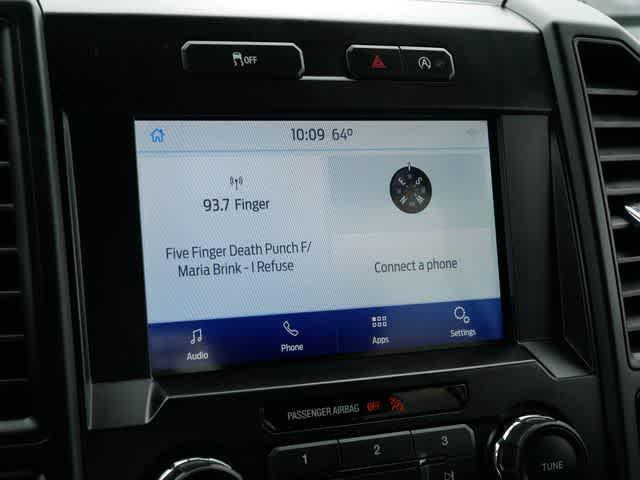 OFF
A
10:09 64º
93.7 Finger
Five Finger Death Punch F/
Maria Brink - I Refuse
Connect a phone
Audio
Phone
Apps
Settings
PASSENGER AIRBAG OFF
1
2
3
TUNE